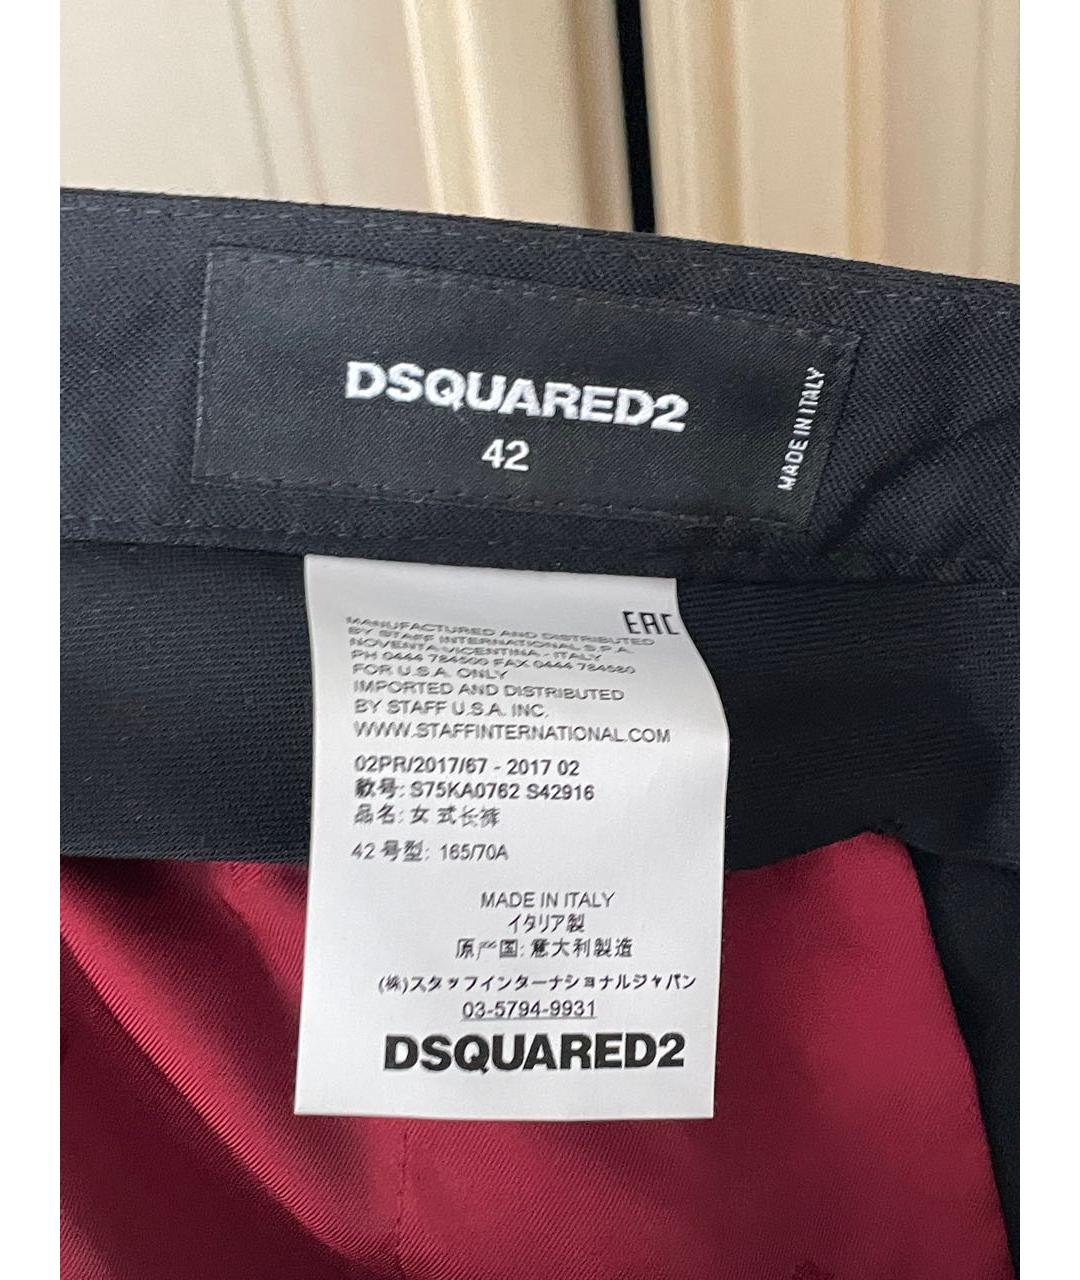 DSQUARED2
42
MADE IN ITALY
EAC
MANUFACTURED AND DISTRIBUTED
BY STAFF INTERNATIONAL S.P.A.
NOVENTA VICENTINA - ITALY
PH 0444 784500 FAX 0444 784580
FOR U.S.A. ONLY
IMPORTED AND DISTRIBUTED
BY STAFF U.S.A. INC.
WWW.STAFFINTERNATIONAL.COM
02PR/2017/67 - 2017 02
款号: S75KA0762 S42916
品名: 女式长裤
42 号型: 165/70A
MADE IN ITALY
イタリア製
原产国: 意大利製造
(株)スタッフインターナショナルジャパン
03-5794-9931
DSQUARED2